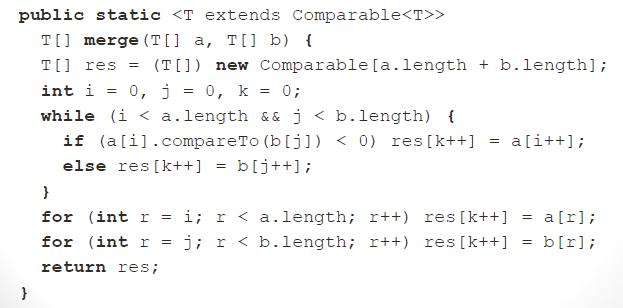 public static <T extends Comparable<T>>
T[] merge(T[] a, T[] b) {
T[] res = (T[]) new Comparable[a.length + b.length];
int i = 0, j = 0, k = 0;
while (i < a.length && j < b.length) {
if (a[i].compareTo(b[j]) < 0) res[k++] = a[i++];
else res[k++] = b[j++];
}
for (int r = i; r < a.length; r++) res[k++] = a[r];
for (int r = j; r < b.length; r++) res[k++] = b[r];
return res;
}